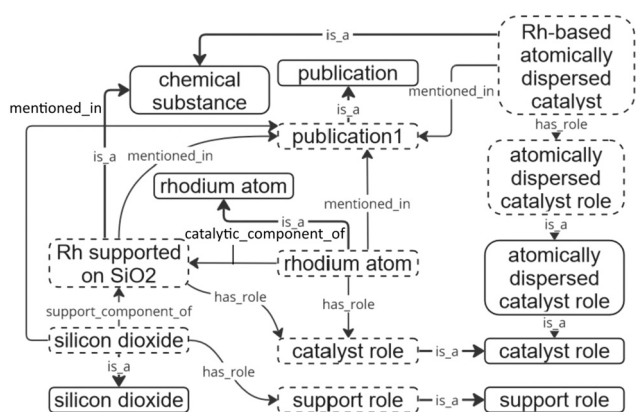 is_a
Rh-based
atomically
dispersed
catalyst
chemical
substance
publication
mentioned_in
mentioned_in
is_a
has_role
publication1
is_a
mentioned_in
atomically
dispersed
catalyst role
rhodium atom
mentioned_in
is_a
is_a
catalytic_component_of
Rh supported
on SiO2
rhodium atom
atomically
dispersed
catalyst role
has_role
has_role
support_component_of
is_a
silicon dioxide
catalyst role
is_a
catalyst role
is_a
has_role
silicon dioxide
support role
is_a
support role